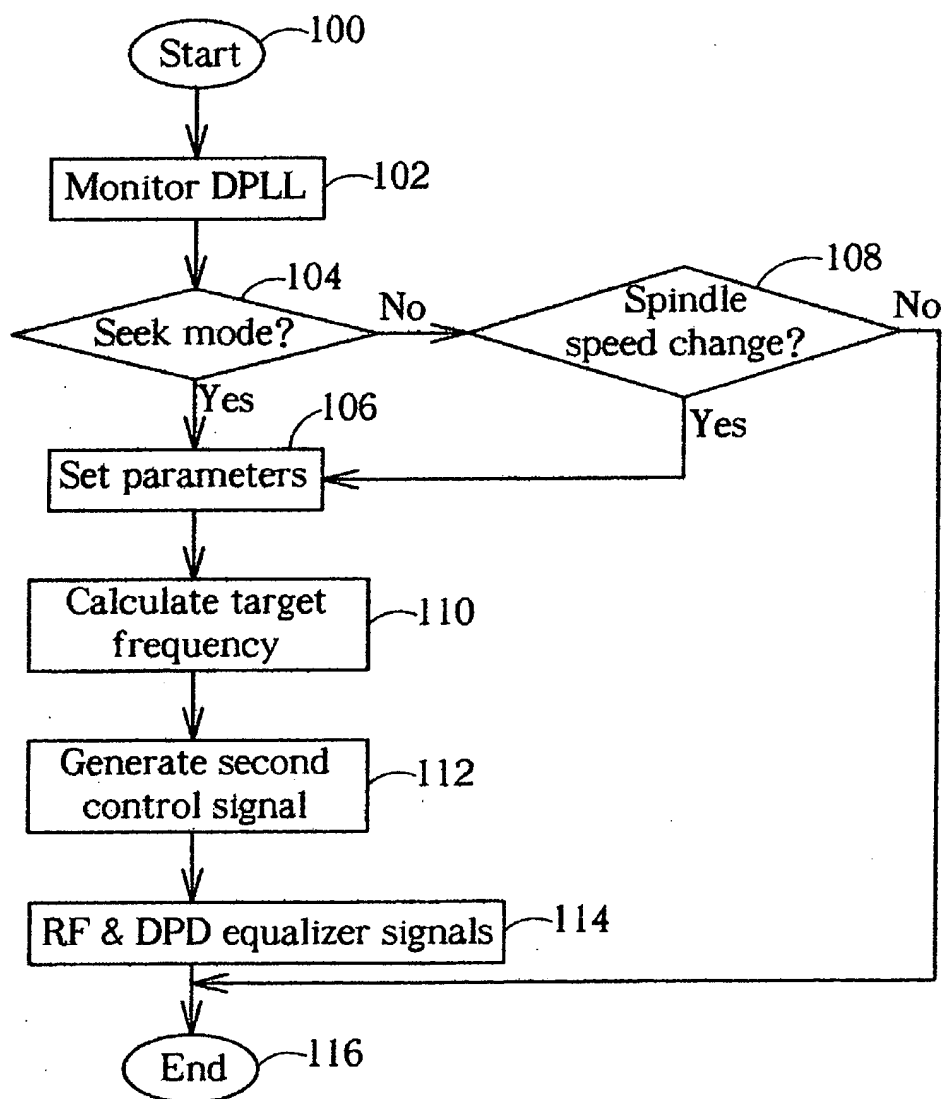 Start
100
Monitor DPLL
102
Seek mode?
104
No
Spindle
speed change?
108
No
Yes
Yes
Set parameters
106
Calculate target
frequency
110
Generate second
control signal
112
RF & DPD equalizer signals
114
End
116